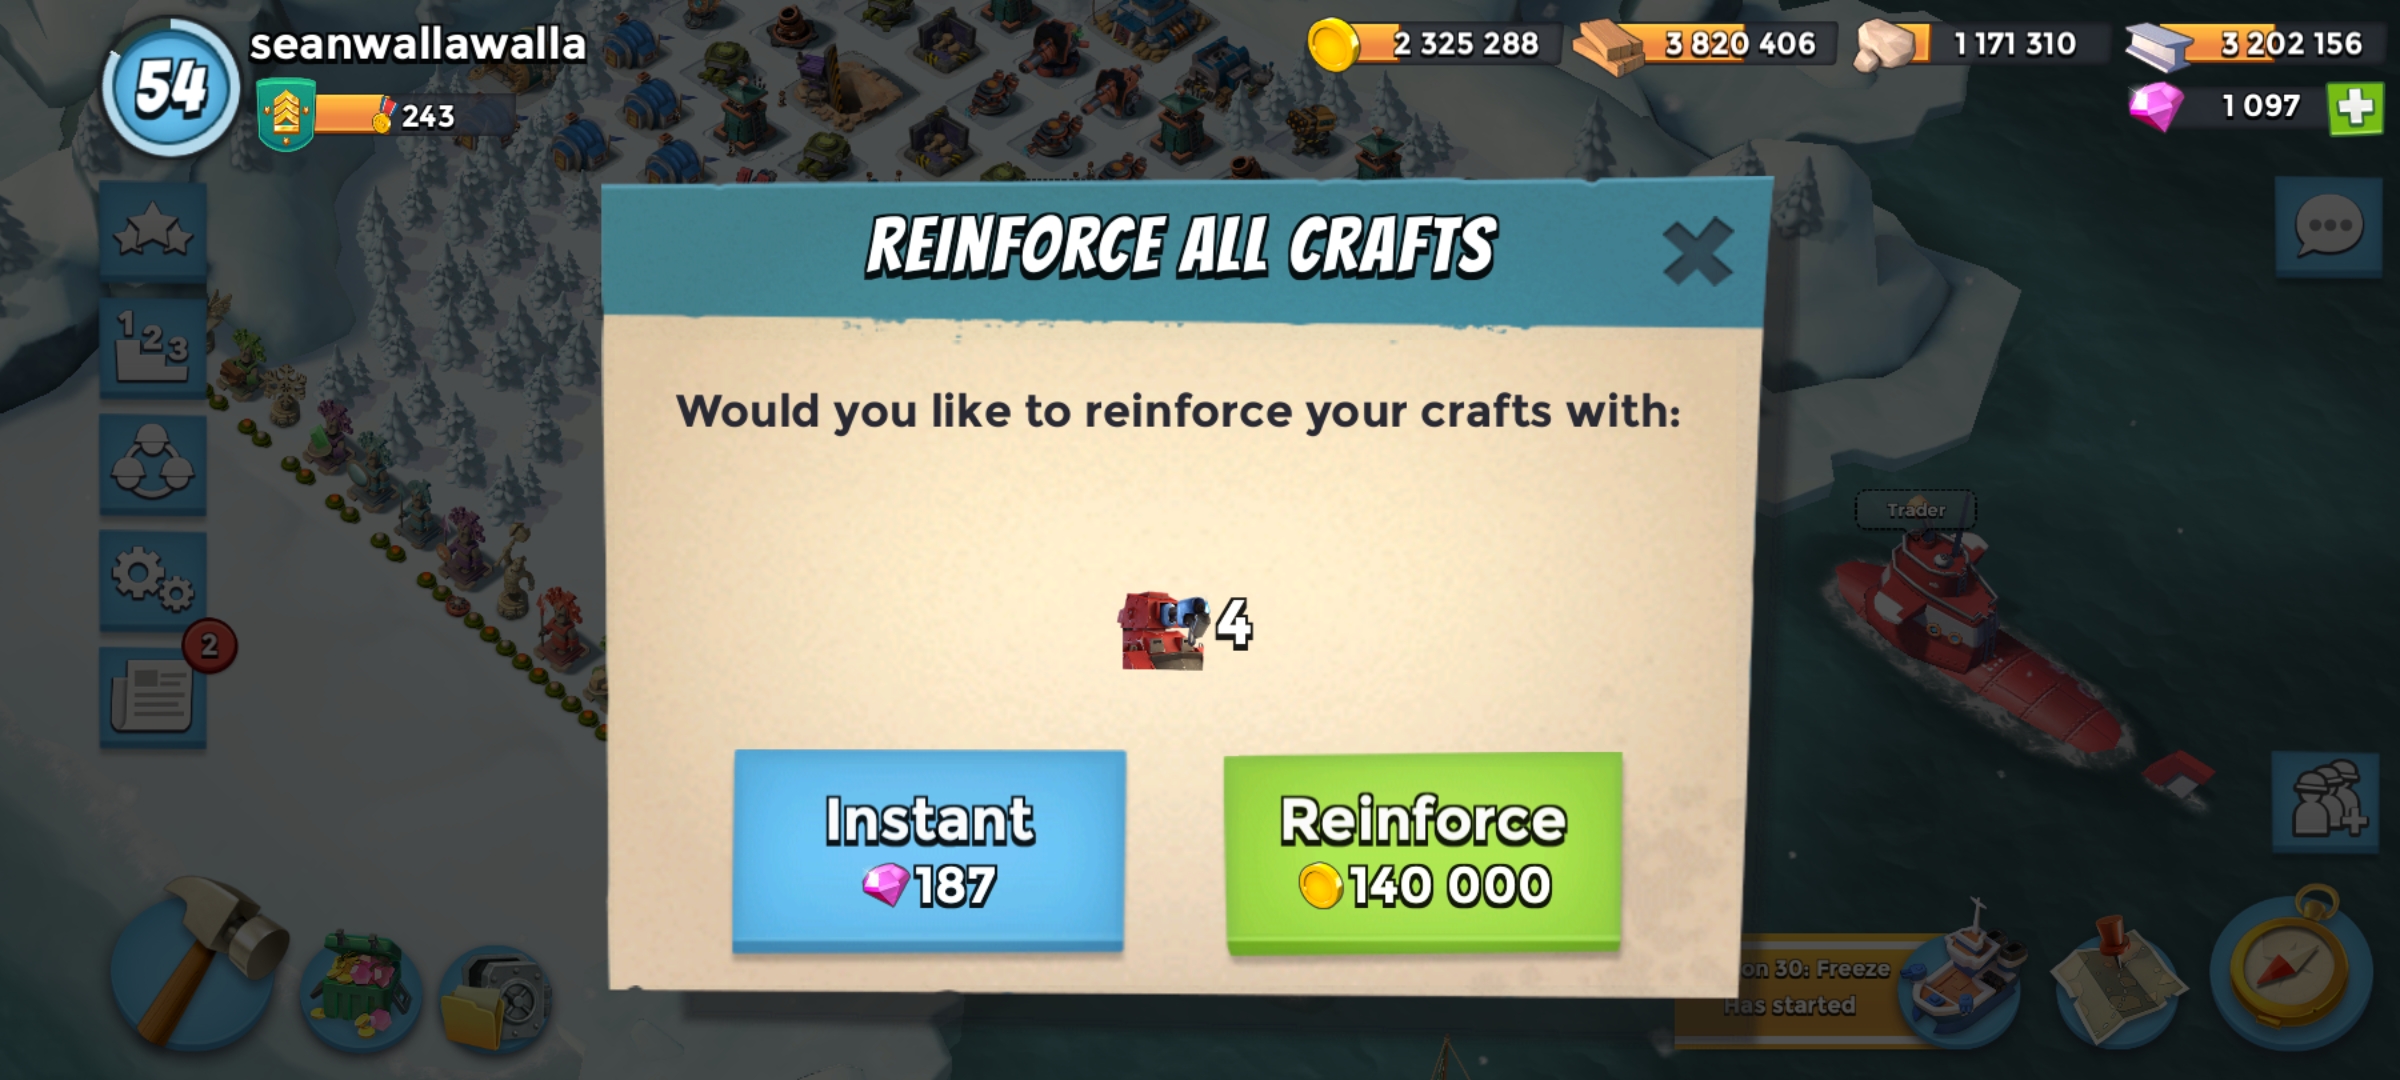 54
seanwallawalla
243
2 325 288
3 820 406
1 171 310
3 202 156
1 097
REINFORCE ALL CRAFTS
Would you like to reinforce your crafts with:
4
Instant
187
Reinforce
140 000
1 2 3
2
Trader
on 30: Freeze
Has started